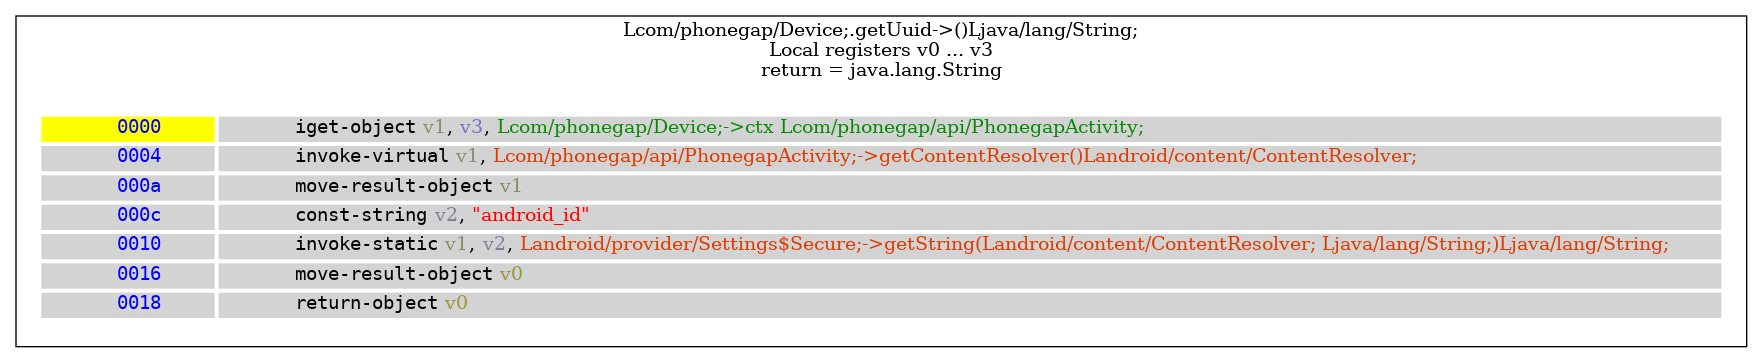 Lcom/phonegap/Device;.getUuid->()Ljava/lang/String;
Local registers v0 ... v3
return = java.lang.String
0000 iget-object v1, v3, Lcom/phonegap/Device;->ctx Lcom/phonegap/api/PhonegapActivity;
0004 invoke-virtual v1, Lcom/phonegap/api/PhonegapActivity;->getContentResolver()Landroid/content/ContentResolver;
000a move-result-object v1
000c const-string v2, "android_id"
0010 invoke-static v1, v2, Landroid/provider/Settings$Secure;->getString(Landroid/content/ContentResolver; Ljava/lang/String;)Ljava/lang/String;
0016 move-result-object v0
0018 return-object v0